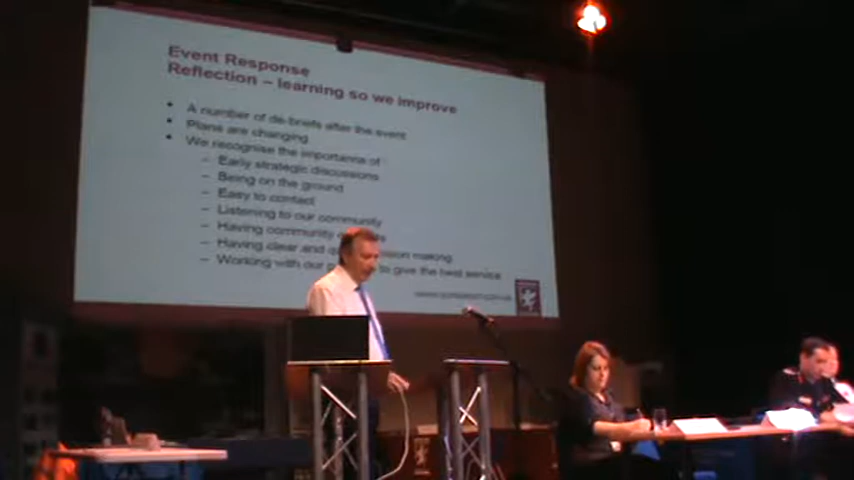 Event Response
Reflection – learning so we improve
• A number of de-briefs after the event
• Plans are changing
• We recognise the importance of
– Early strategic discussions
– Being on the ground
– Easy to contact
– Listening to our community
– Having community
– Having clear and decision making
– Working with our to give the best service